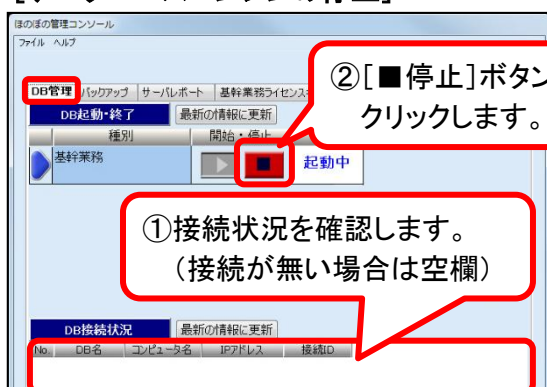 ほのぼの管理コンソール
ファイル ヘルプ
②[■停止]ボタン
クリックします。
DB管理 バックアップ サーバレポート 基幹業務ライセンス
DB起動・終了 最新の情報に更新
種別 開始・停止
基幹業務 起動中
①接続状況を確認します。
（接続が無い場合は空欄）
DB接続状況 最新の情報に更新
No. DB名 コンピュータ名 IPアドレス 接続ID